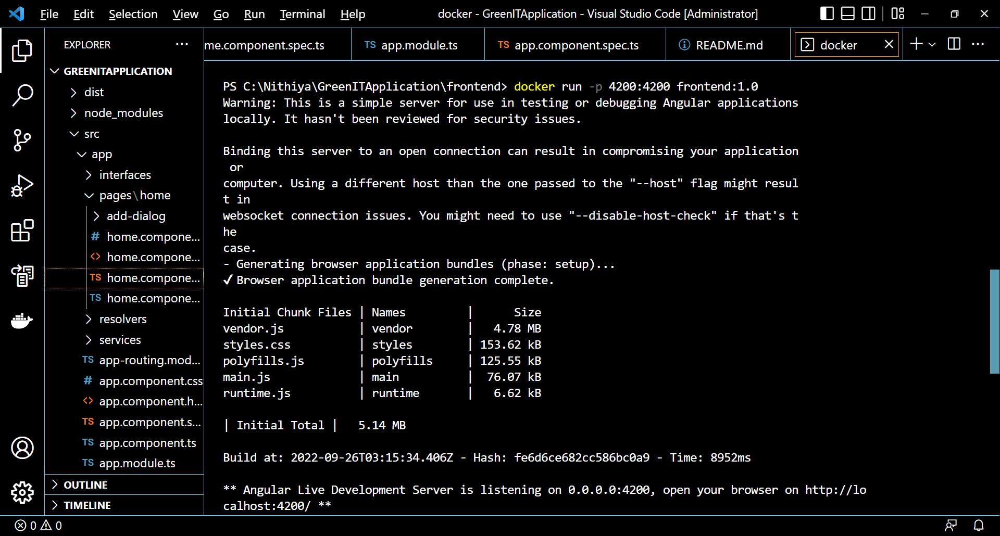 File Edit Selection View Go Run Terminal Help
docker - GreenITApplication - Visual Studio Code [Administrator]
EXPLORER ···
me.component.spec.ts
TS app.module.ts
TS app.component.spec.ts
README.md
docker
GREENITAPPLICATION
dist
node_modules
src
app
interfaces
pages\home
add-dialog
# home.compone...
<> home.compone...
TS home.compone...
TS home.compone...
resolvers
services
TS app-routing.mod...
# app.component.css
<> app.component.h...
TS app.component.s...
TS app.component.ts
TS app.module.ts
OUTLINE
TIMELINE
PS C:\Nithiya\GreenITApplication\frontend> docker run -p 4200:4200 frontend:1.0
Warning: This is a simple server for use in testing or debugging Angular applications
locally. It hasn't been reviewed for security issues.
Binding this server to an open connection can result in compromising your application
or
computer. Using a different host than the one passed to the "--host" flag might resul
t in
websocket connection issues. You might need to use "--disable-host-check" if that's t
he
case.
- Generating browser application bundles (phase: setup)...
✓ Browser application bundle generation complete.
Initial Chunk Files | Names | Size
vendor.js | vendor | 4.78 MB
styles.css | styles | 153.62 kB
polyfills.js | polyfills | 125.55 kB
main.js | main | 76.07 kB
runtime.js | runtime | 6.62 kB
| Initial Total | 5.14 MB
Build at: 2022-09-26T03:15:34.406Z - Hash: fe6d6ce682cc586bc0a9 - Time: 8952ms
** Angular Live Development Server is listening on 0.0.0.0:4200, open your browser on http://lo
calhost:4200/ **
0 0